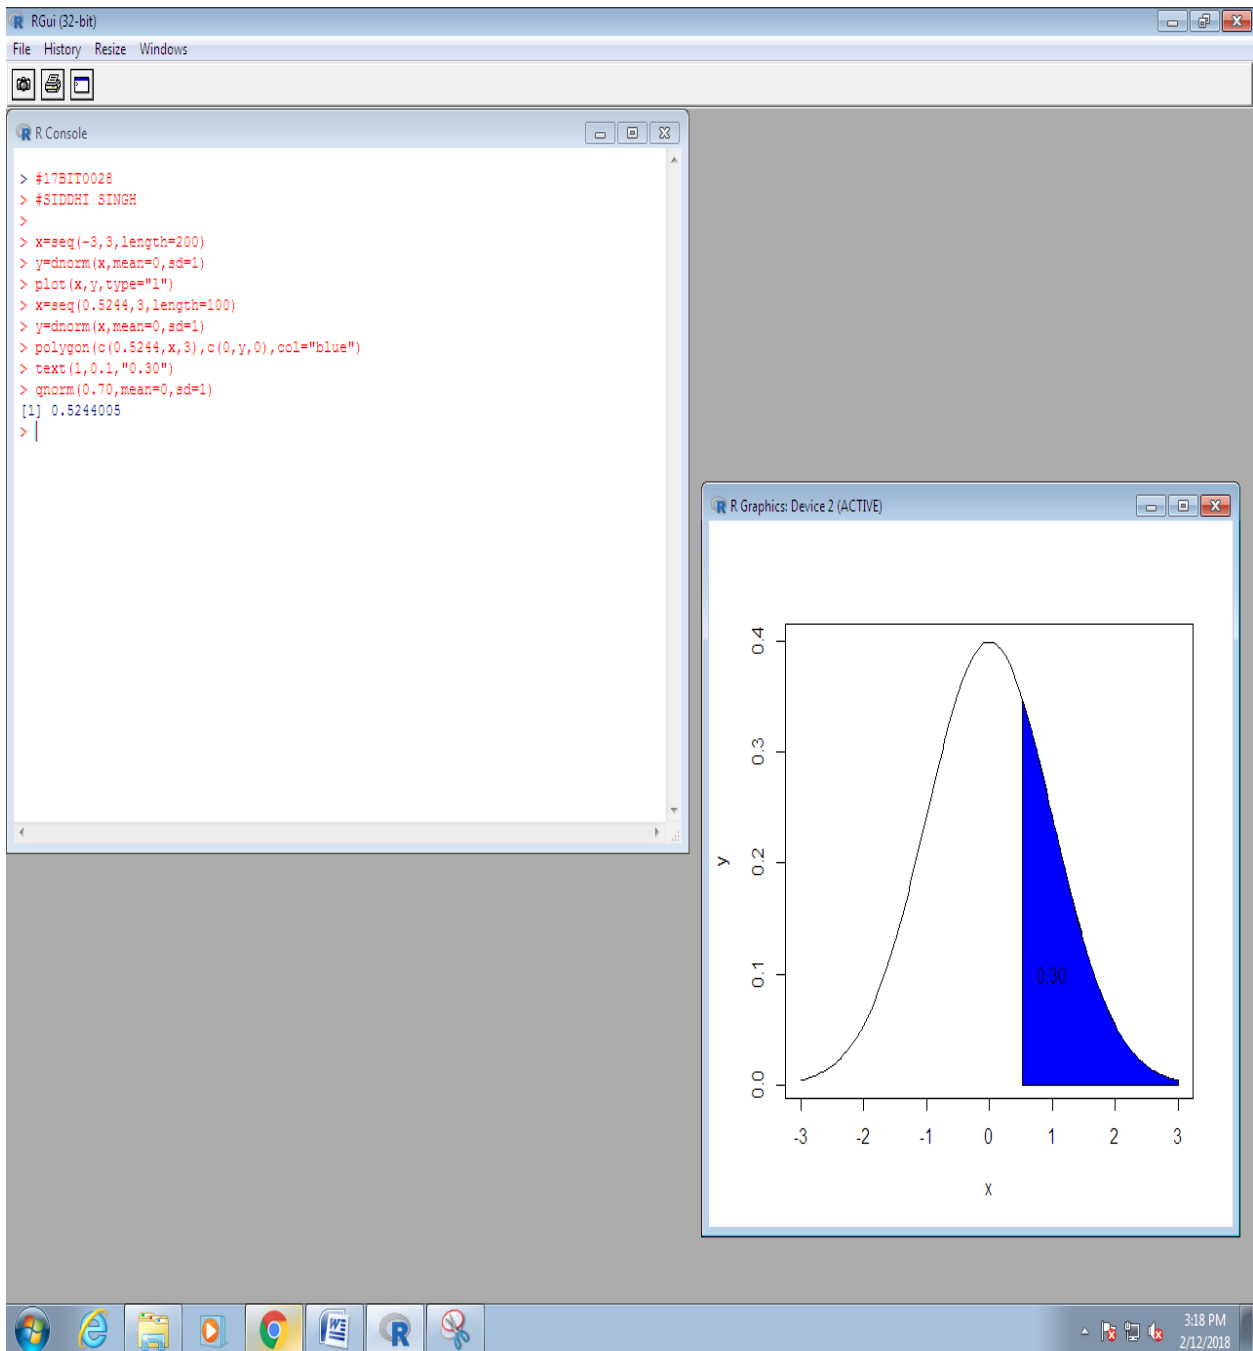 RGui (32-bit)
File History Resize Windows
R Console
> #17BIT0028
> #SIDDHI SINGH
>
> x=seq(-3,3,length=200)
> y=dnorm(x,mean=0,sd=1)
> plot(x,y,type="l")
> x=seq(0.5244,3,length=100)
> y=dnorm(x,mean=0,sd=1)
> polygon(c(0.5244,x,3),c(0,y,0),col="blue")
> text(1,0.1,"0.30")
> qnorm(0.70,mean=0,sd=1)
[1] 0.5244005
>
R Graphics: Device 2 (ACTIVE)
0.4
0.3
0.2
0.1
0.0
y
0.30
-3 -2 -1 0 1 2 3
x
3:18 PM
2/12/2018